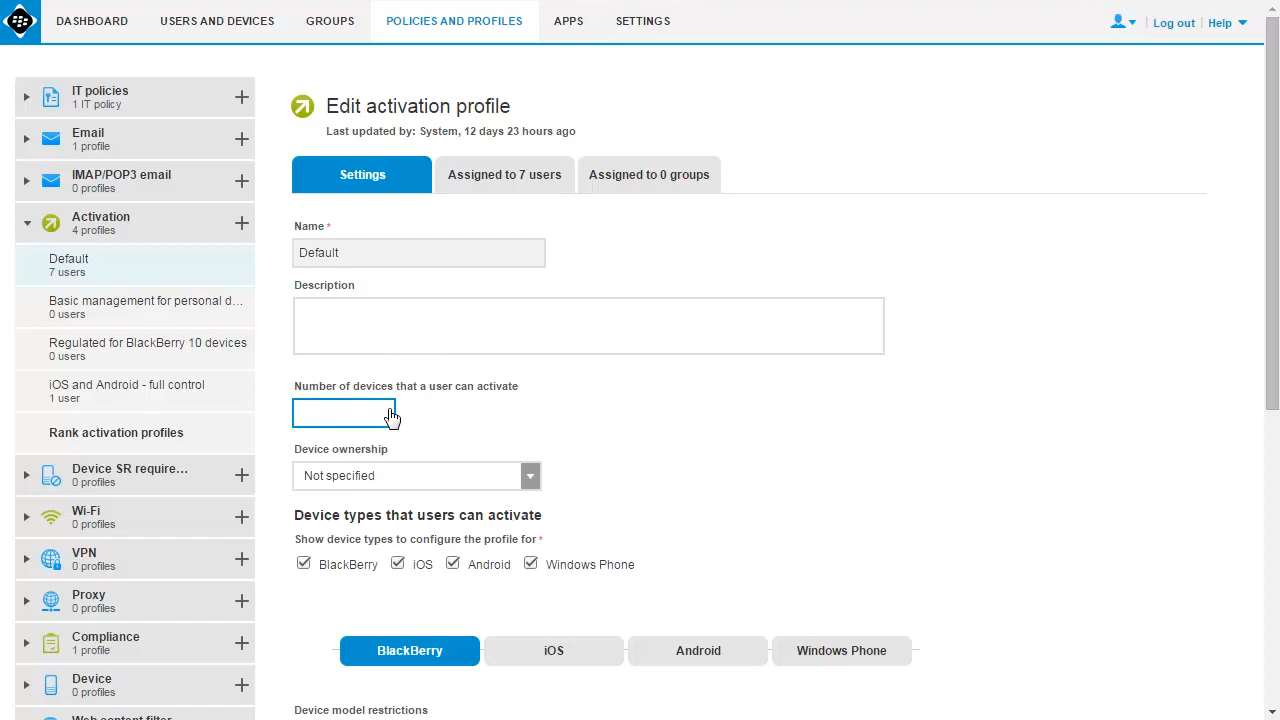 DASHBOARD
USERS AND DEVICES
GROUPS
POLICIES AND PROFILES
APPS
SETTINGS
Log out
Help
IT policies
1 IT policy
Email
1 profile
IMAP/POP3 email
0 profiles
Activation
4 profiles
Default
7 users
Basic management for personal d...
0 users
Regulated for BlackBerry 10 devices
0 users
iOS and Android - full control
1 user
Rank activation profiles
Device SR require...
0 profiles
Wi-Fi
0 profiles
VPN
0 profiles
Proxy
0 profiles
Compliance
1 profile
Device
0 profiles
Web content filter
Edit activation profile
Last updated by: System, 12 days 23 hours ago
Settings
Assigned to 7 users
Assigned to 0 groups
Name *
Default
Description
Number of devices that a user can activate
Device ownership
Not specified
Device types that users can activate
Show device types to configure the profile for *
BlackBerry
iOS
Android
Windows Phone
BlackBerry
iOS
Android
Windows Phone
Device model restrictions